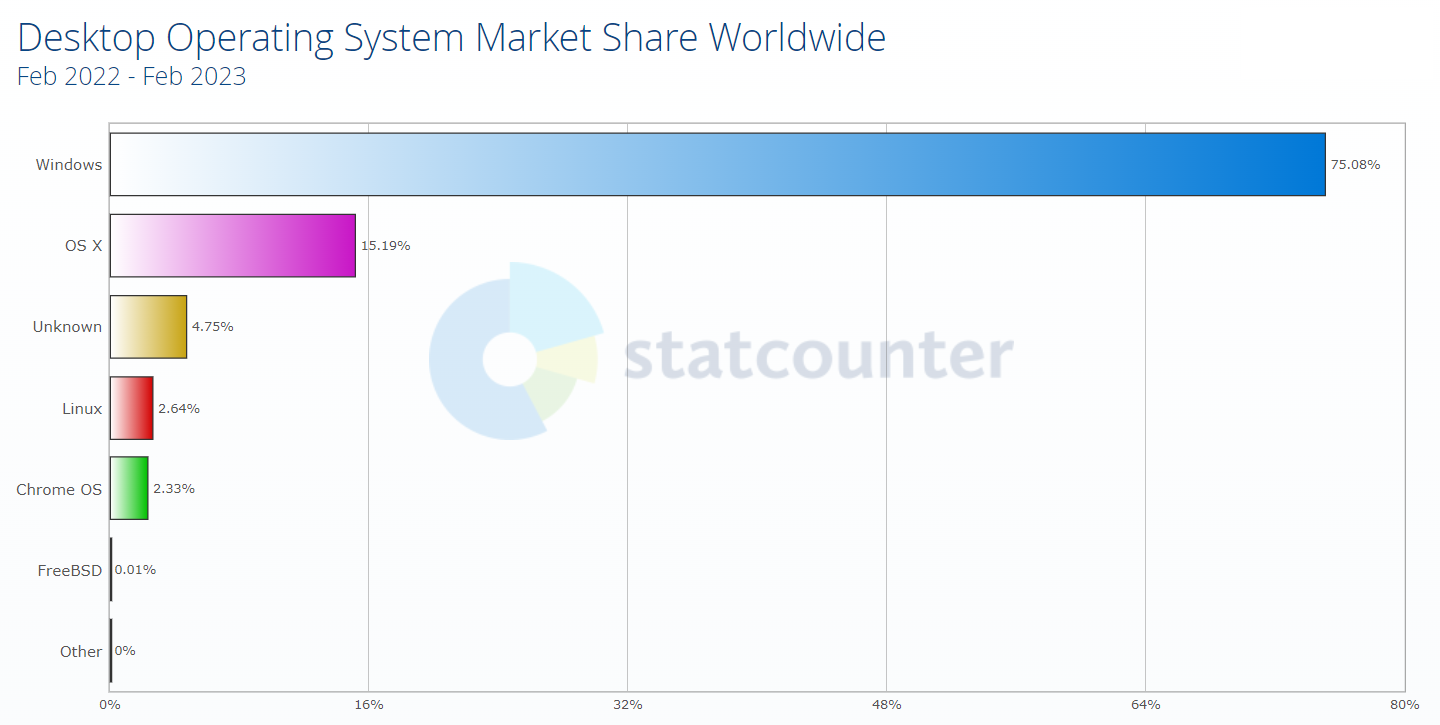 Desktop Operating System Market Share Worldwide
Feb 2022 - Feb 2023
Windows 75.08%
OS X 15.19%
Unknown 4.75%
statcounter
Linux 2.64%
Chrome OS 2.33%
FreeBSD 0.01%
Other 0%
0% 16% 32% 48% 64% 80%